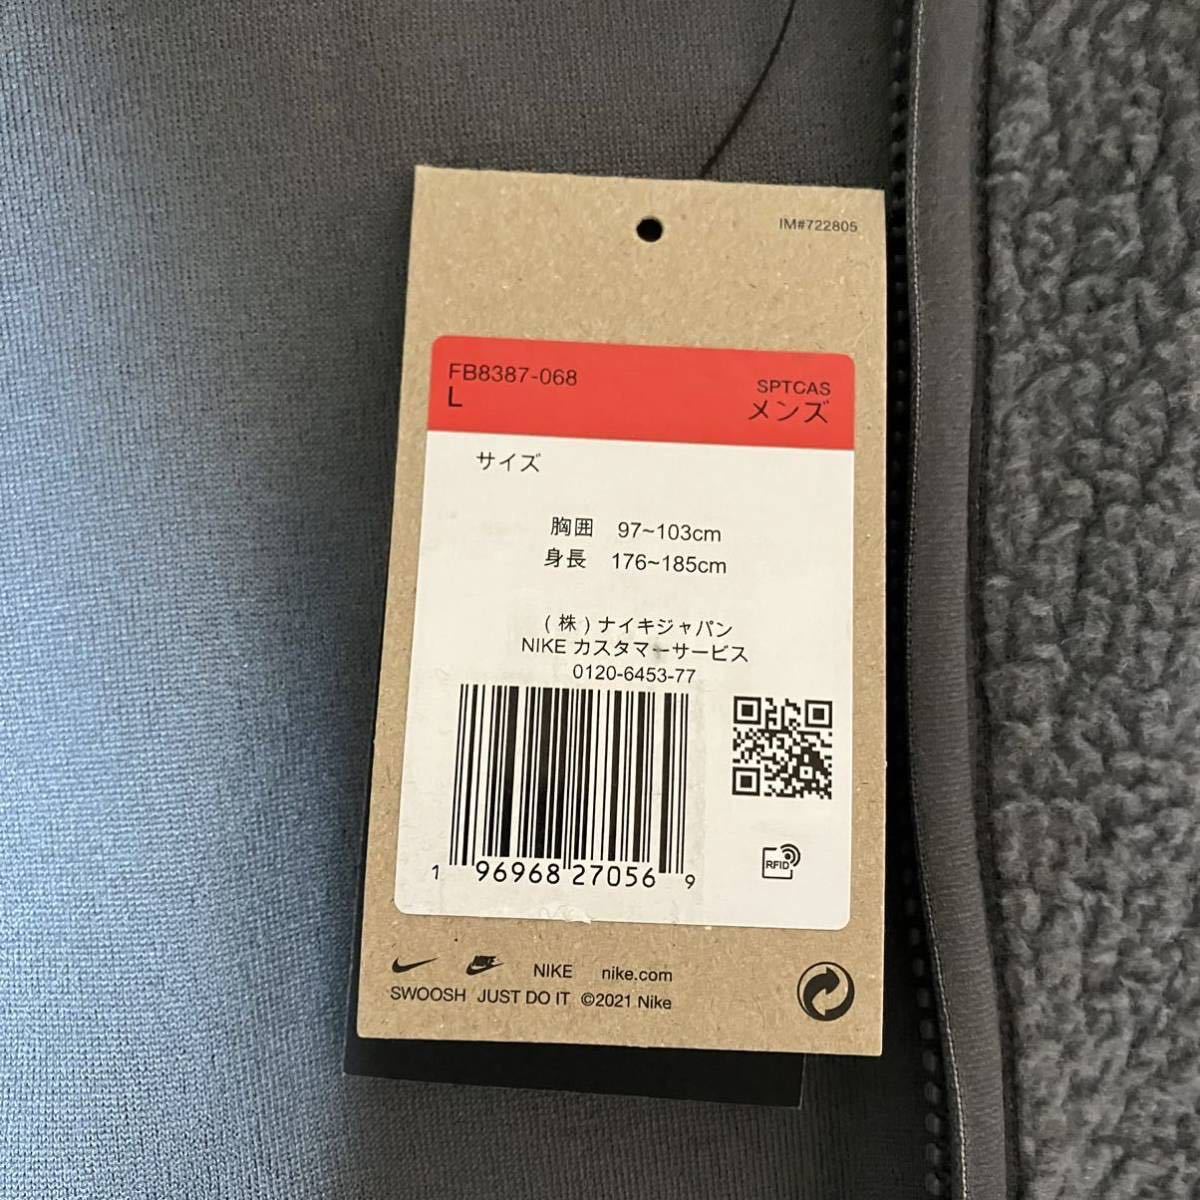 IM#722805
FB8387-068
L
SPTCAS
メンズ
サイズ
胸囲 97~103cm
身長 176~185cm
(株)ナイキジャパン
NIKE カスタマーサービス
0120-6453-77
1 96968 27056 9
RFID
NIKE NIKE nike.com
SWOOSH JUST DO IT ©2021 Nike